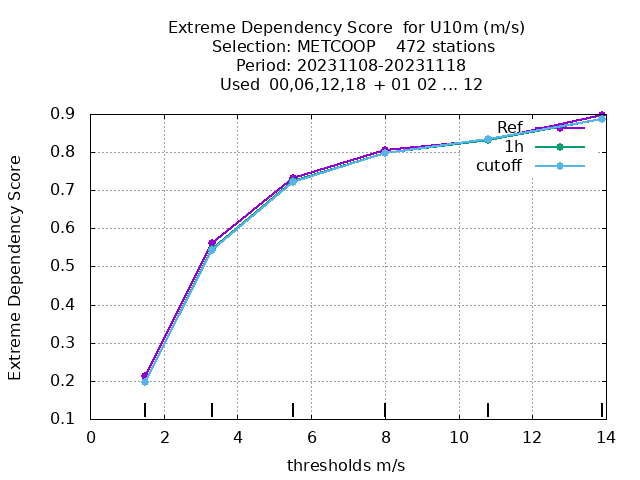 Extreme Dependency Score  for U10m (m/s)
Selection: METCOOP    472 stations
Period: 20231108-20231118
Used  00,06,12,18  + 01 02 ... 12
Extreme Dependency Score
0.9
0.8
0.7
0.6
0.5
0.4
0.3
0.2
0.1
Ref
1h
cutoff
0 2 4 6 8 10 12 14
thresholds m/s